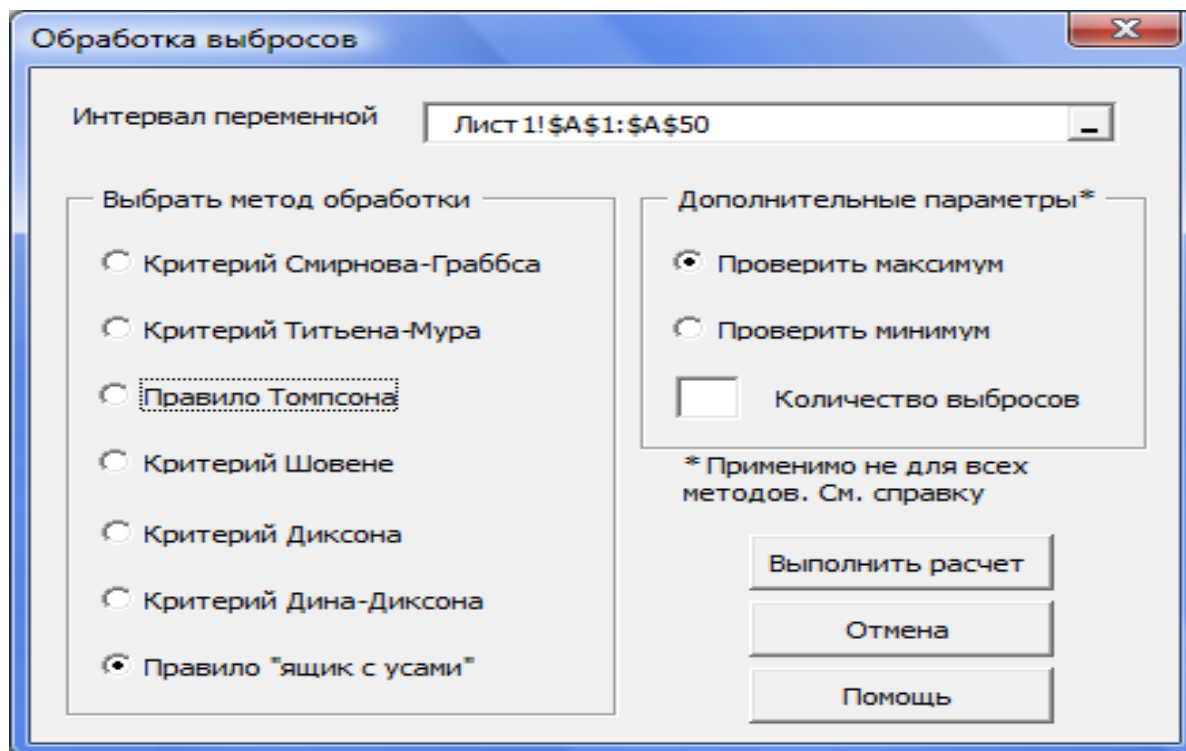 Обработка выбросов
Интервал переменной
Лист1!$A$1:$A$50
Выбрать метод обработки
Критерий Смирнова-Граббса
Критерий Титьена-Мура
Правило Томпсона
Критерий Шовене
Критерий Диксона
Критерий Дина-Диксона
Правило "ящик с усами"
Дополнительные параметры*
Проверить максимум
Проверить минимум
Количество выбросов
* Применимо не для всех
методов. См. справку
Выполнить расчет
Отмена
Помощь